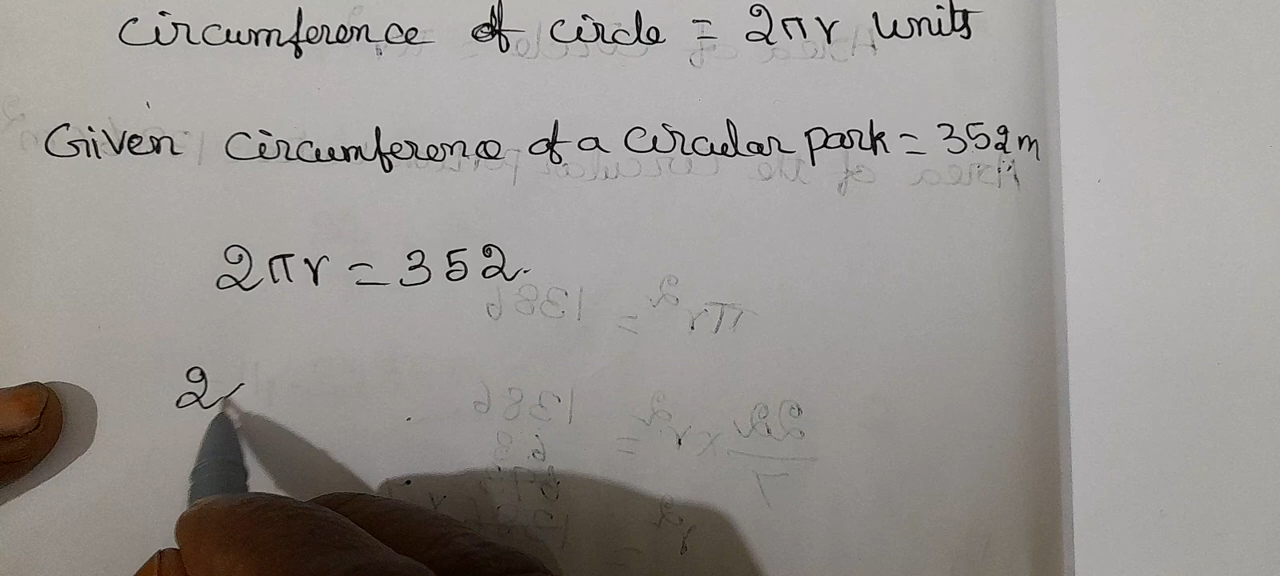 Circumference of circle = 2πr units
Given circumference of a circular park = 352m
2πr = 352.
2